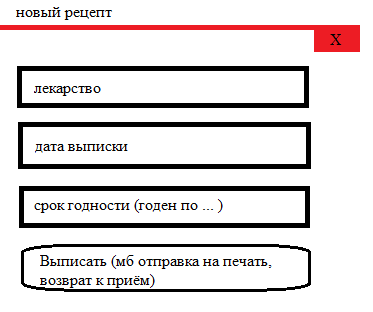 новый рецепт
X
лекарство
дата выписки
срок годности (годен по ... )
Выписать (мб отправка на печать,
возврат к приём)